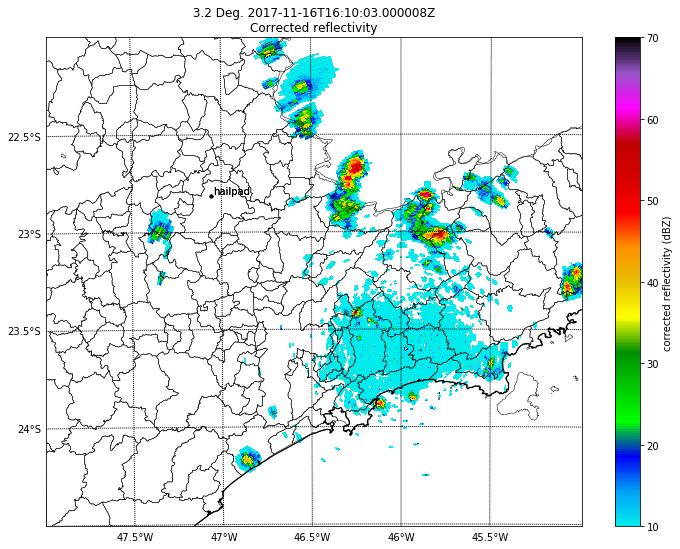 3.2 Deg. 2017-11-16T16:10:03.000008Z
Corrected reflectivity
22.5°S
23°S
23.5°S
24°S
47.5°W
47°W
46.5°W
46°W
45.5°W
hailpad
70
60
50
40
30
20
10
corrected reflectivity (dBZ)